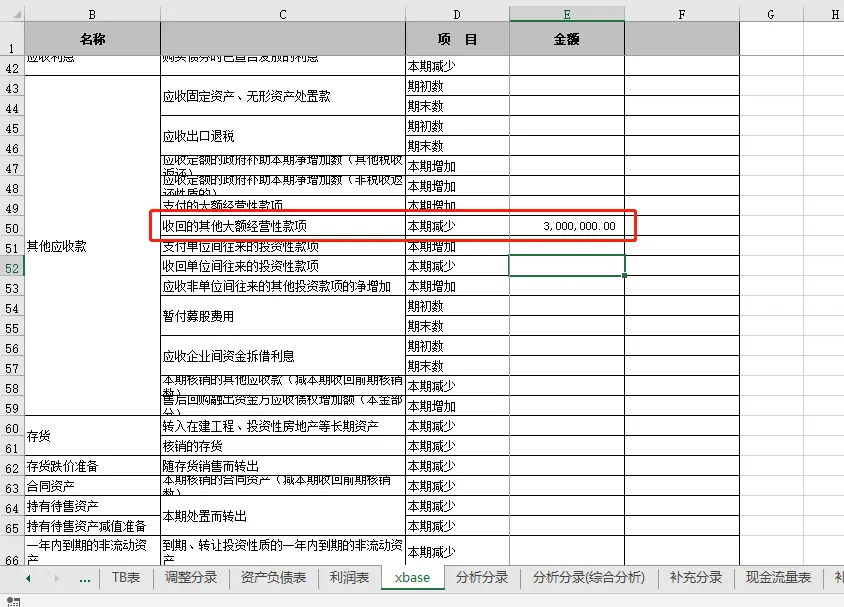 B C D E F G H
1 名称 项 目 金额
42 应收利息 购买债券时已宣告发放的利息 本期减少
43 应收固定资产、无形资产处置款 期初数
44 期末数
45 应收出口退税 期初数
46 期末数
47 应收定额的政府补助本期净增加数（其他税收返还） 本期增加
48 应收定额的政府补助本期净增加数（非税收返还性质的） 本期增加
49 支付的大额经营性款项 本期增加
50 收回的其他大额经营性款项 本期减少 3,000,000.00
51 其他应收款 支付单位间往来的投资性款项 本期增加
52 收回单位间往来的投资性款项 本期减少
53 应收非单位间往来的其他投资款项的净增加 本期增加
54 暂付募股费用 期初数
55 期末数
56 应收企业间资金拆借利息 期初数
57 期末数
58 本期核销的其他应收款（减本期收回前期核销数） 本期减少
59 售后回购融出资金方应收债权增加额（本金部分） 本期增加
60 存货 转入在建工程、投资性房地产等长期资产 本期减少
61 核销的存货 本期减少
62 存货跌价准备 随存货销售而转出 本期减少
63 合同资产 本期核销的合同资产（减本期收回前期核销数） 本期减少
64 持有待售资产 本期处置而转出 本期减少
65 持有待售资产减值准备 本期减少
66 一年内到期的非流动资产 到期、转让投资性质的一年内到期的非流动资产 本期减少
... TB表 调整分录 资产负债表 利润表 xbase 分析分录 分析分录(综合分析) 补充分录 现金流量表